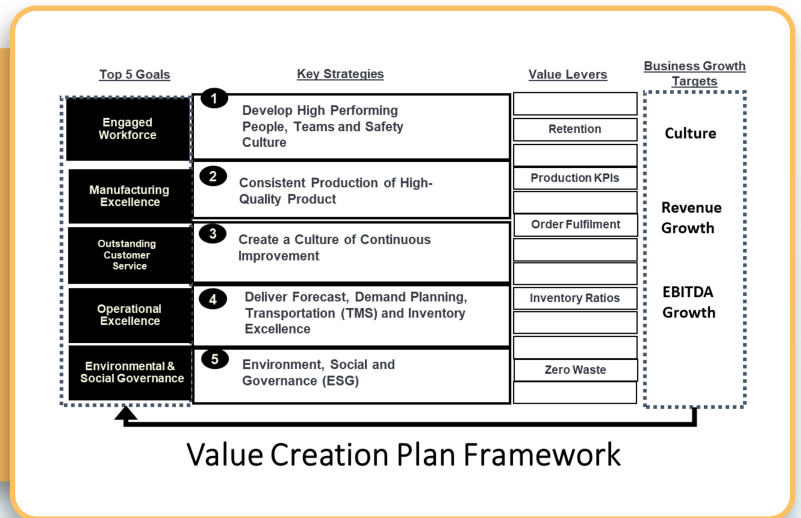 Top 5 Goals
Key Strategies
Value Levers
Business Growth
Targets
Engaged
Workforce
1
Develop High Performing
People, Teams and Safety
Culture
Retention
Culture
Manufacturing
Excellence
2
Consistent Production of High-
Quality Product
Production KPIs
Revenue
Growth
Outstanding
Customer
Service
3
Create a Culture of Continuous
Improvement
Order Fulfilment
Operational
Excellence
4
Deliver Forecast, Demand Planning,
Transportation (TMS) and Inventory
Excellence
Inventory Ratios
EBITDA
Growth
Environmental &
Social Governance
5
Environment, Social and
Governance (ESG)
Zero Waste
Value Creation Plan Framework